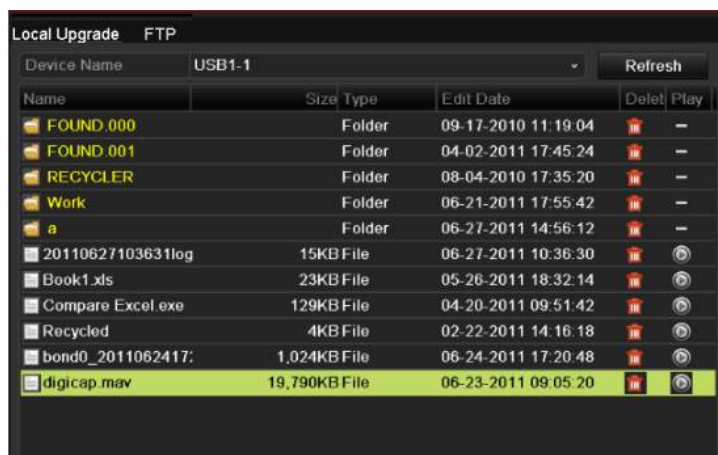 Local Upgrade FTP
Device Name USB1-1 Refresh
Name Size Type Edit Date Delet Play
FOUND.000 Folder 09-17-2010 11:19:04 –
FOUND.001 Folder 04-02-2011 17:45:24 –
RECYCLER Folder 08-04-2010 17:35:20 –
Work Folder 06-21-2011 17:55:42 –
a Folder 06-27-2011 14:56:12 –
20110627103631log 15KB File 06-27-2011 10:36:30
Book1.xls 23KB File 05-26-2011 18:32:14
Compare Excel.exe 129KB File 04-20-2011 09:51:42
Recycled 4KB File 02-22-2011 14:16:18
bond0_2011062417: 1,024KB File 06-24-2011 17:20:48
digicap.mav 19,790KB File 06-23-2011 09:05:20